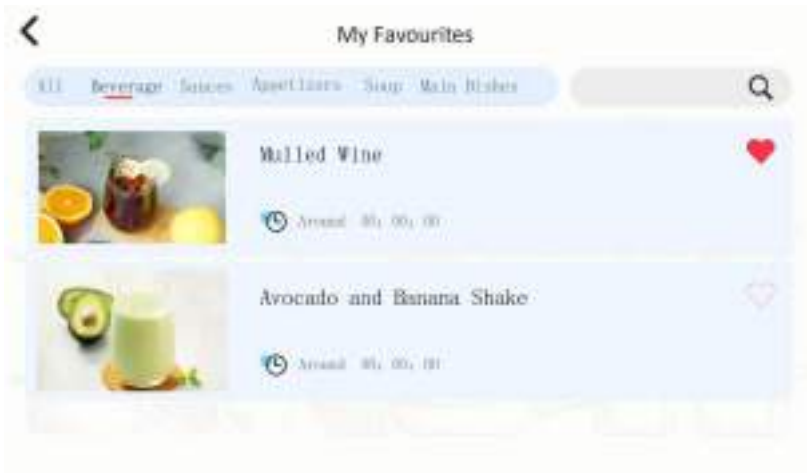 My Favourites
All Beverage Sauces Appetizers Soup Main Dishes
Mulled Wine
Around
Avocado and Banana Shake
Around